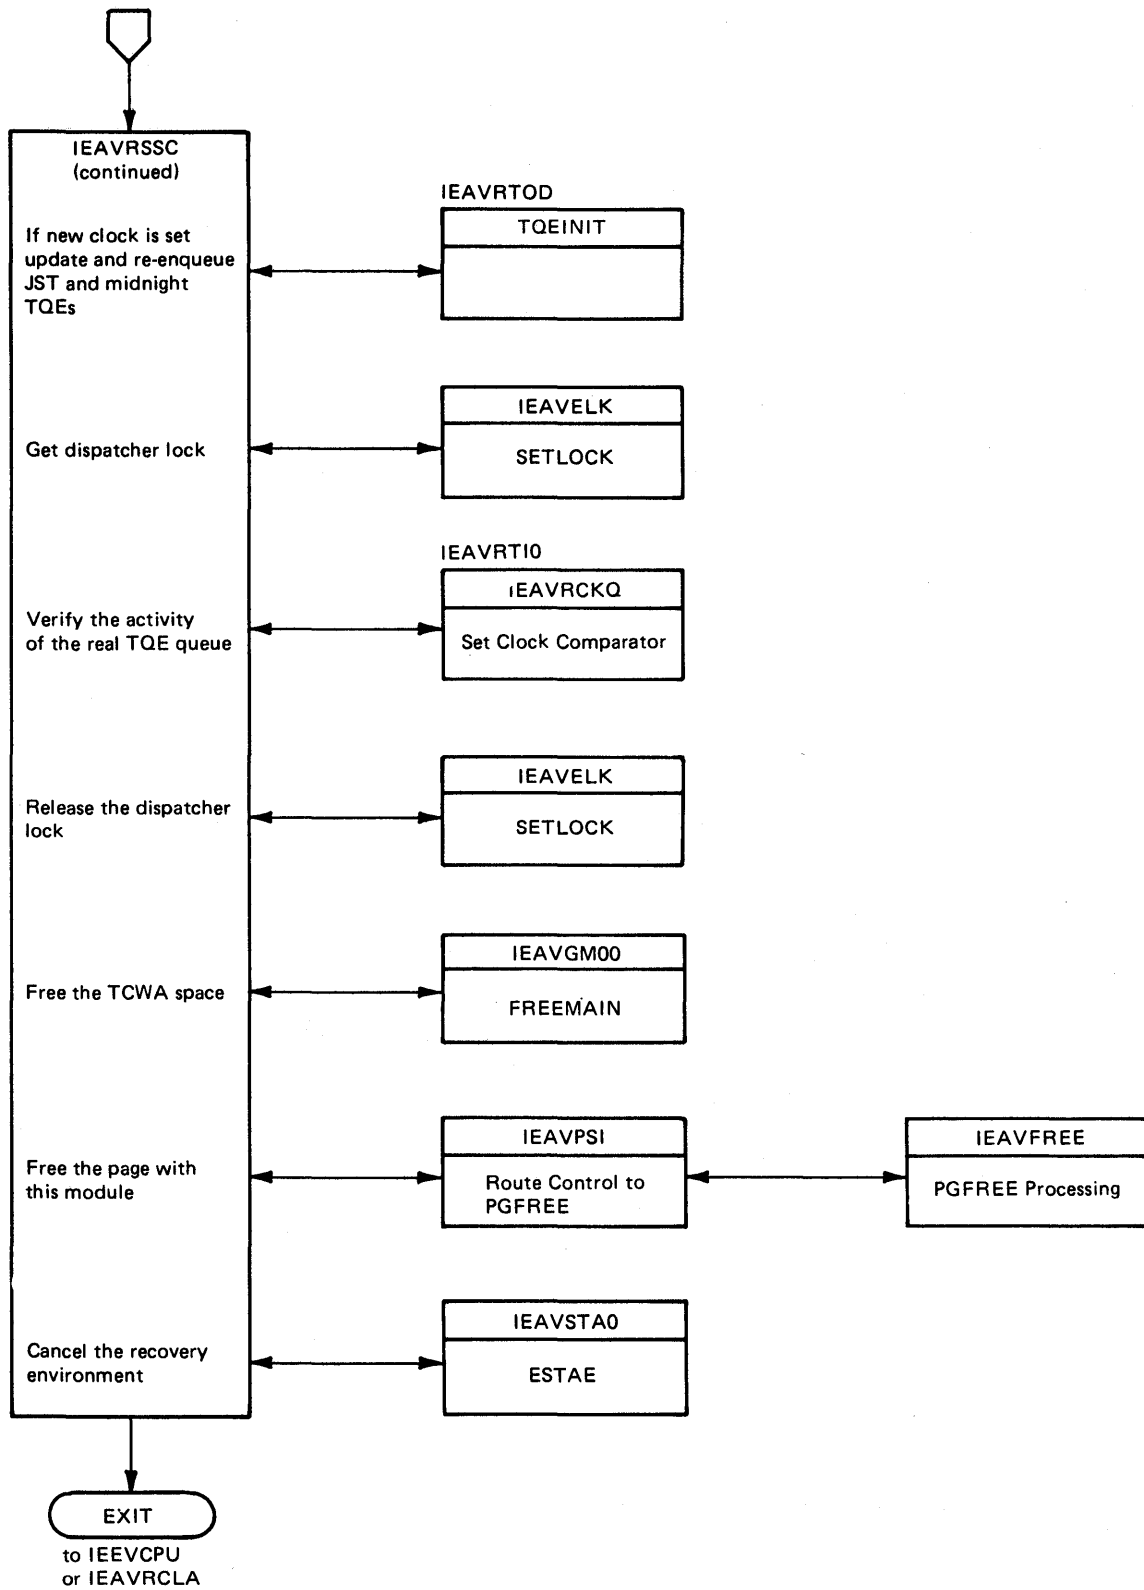 IEAVRSSC
(continued)
IEAVRTOD
TQEINIT
If new clock is set
update and re-enqueue
JST and midnight
TQEs
IEAVELK
Get dispatcher lock
SETLOCK
IEAVRTI0
IEAVRCKQ
Verify the activity
of the real TQE queue
Set Clock Comparator
IEAVELK
Release the dispatcher
lock
SETLOCK
IEAVGM00
Free the TCWA space
FREEMAIN
IEAVPSI
IEAVFREE
Free the page with
this module
Route Control to
PGFREE
PGFREE Processing
IEAVSTA0
Cancel the recovery
environment
ESTAE
EXIT
to IEEVCPU
or IEAVRCLA